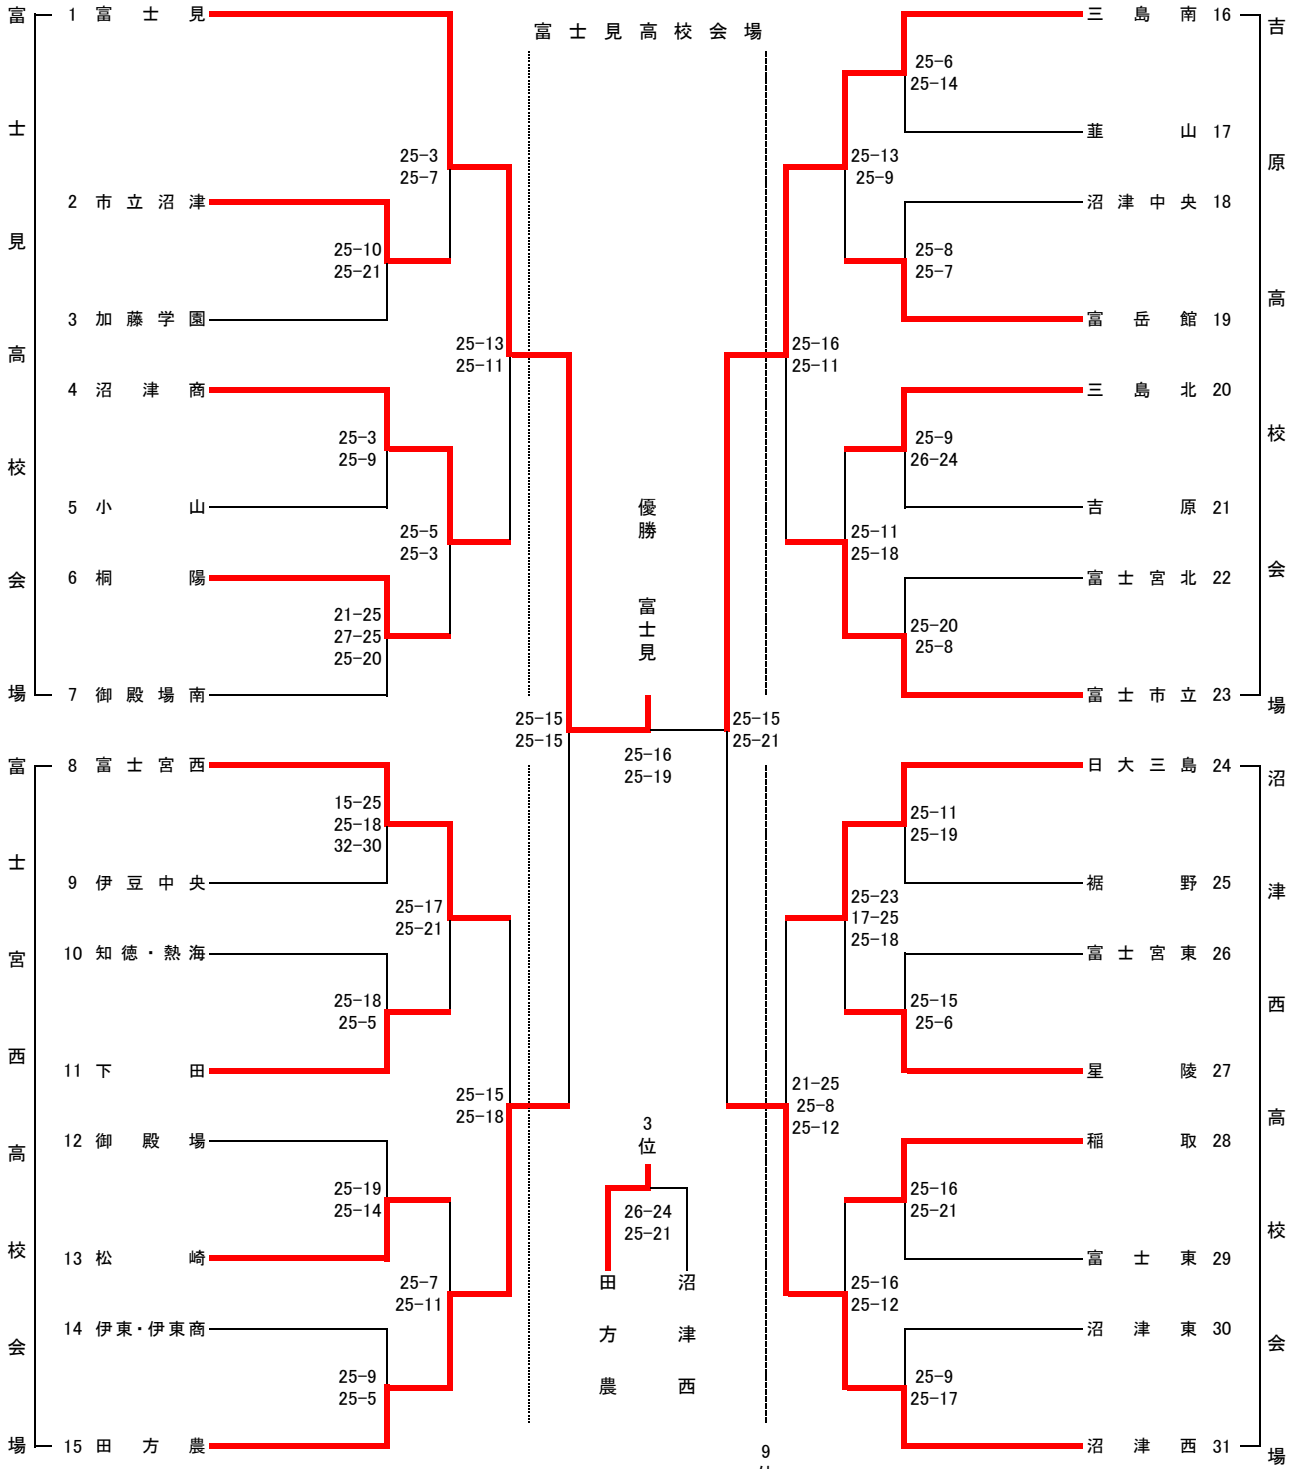 富士見高校会場
富士見高校会場
1 富士見
2 市立沼津
3 加藤学園
4 沼津商
5 小山
6 桐陽
7 御殿場南
25-3
25-7
25-10
25-21
25-13
25-11
25-3
25-9
25-5
25-3
21-25
27-25
25-20
富士宮西高校会場
8 富士宮西
9 伊豆中央
10 知徳・熱海
11 下田
12 御殿場
13 松崎
14 伊東・伊東商
15 田方農
15-25
25-18
32-30
25-17
25-21
25-18
25-5
25-15
25-18
25-19
25-14
25-7
25-11
25-9
25-5
25-15
25-15
優勝 富士見
25-16
25-19
25-15
25-21
3位
26-24
25-21
田方農
沼津西
9
吉原高校会場
三島南 16
韮山 17
沼津中央 18
富岳館 19
三島北 20
吉原 21
富士宮北 22
富士市立 23
25-6
25-14
25-13
25-9
25-8
25-7
25-16
25-11
25-9
26-24
25-11
25-18
25-20
25-8
沼津西高校会場
日大三島 24
裾野 25
富士宮東 26
星陵 27
稲取 28
富士東 29
沼津東 30
沼津西 31
25-11
25-19
25-23
17-25
25-18
25-15
25-6
21-25
25-8
25-12
25-16
25-21
25-16
25-12
25-9
25-17